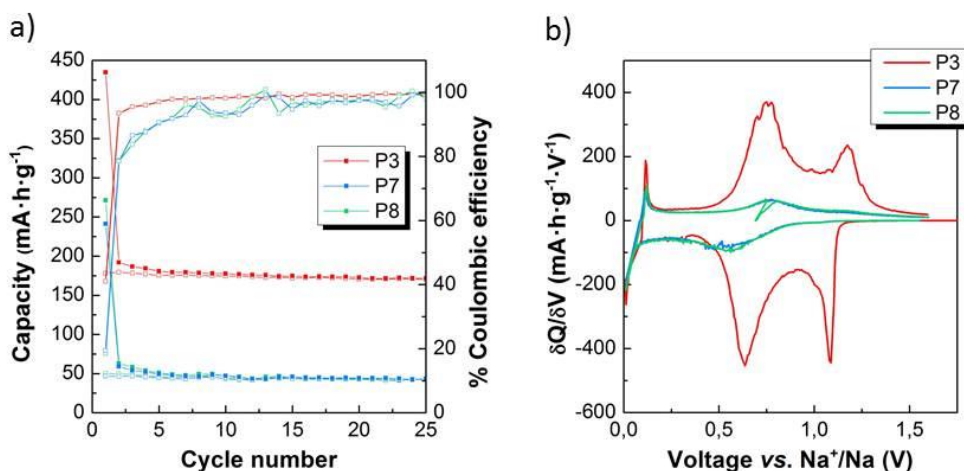 a)
450
400
350
300
250
200
150
100
50
0
Capacity (mA·h·g⁻¹)
0 5 10 15 20 25
Cycle number
100
80
60
40
20
0
% Coulombic efficiency
P3
P7
P8
b)
400
200
0
-200
-400
-600
δQ/δV (mA·h·g⁻¹·V⁻¹)
0,0 0,5 1,0 1,5
Voltage vs. Na⁺/Na (V)
P3
P7
P8